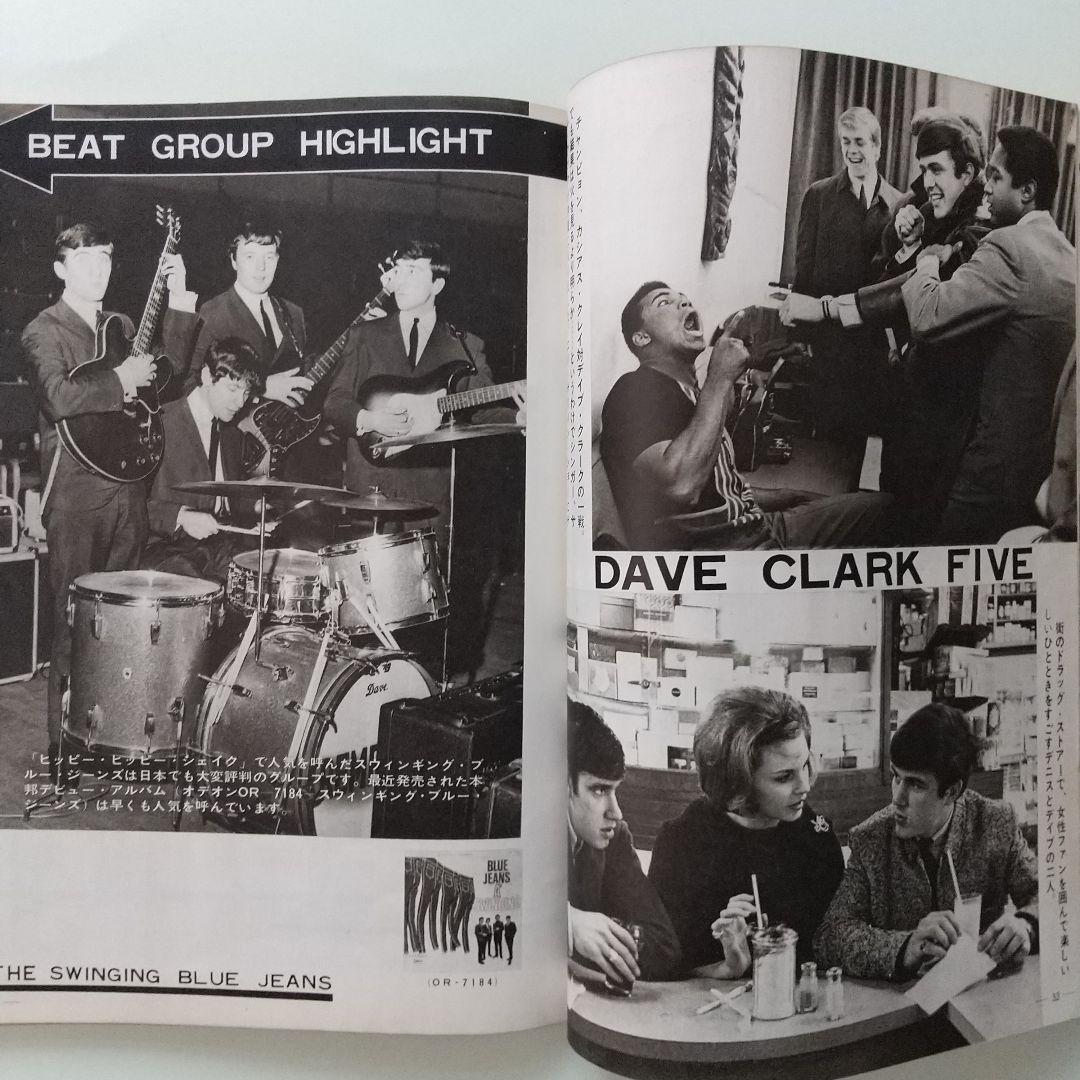 BEAT GROUP HIGHLIGHT
Dave
「ヒッピー・ヒッピー・シェイク」で人気を呼んだスウィンギング・ブ
ルー・ジーンズは日本でも大変評判のグループです。最近発売された本
邦デビュー・アルバム（オデオンOR 7184 スウィンギング・ブルー・
ジーンズ）は早くも人気を呼んでいます。
BLUE
JEANS
(OR-7184)
THE SWINGING BLUE JEANS
チャンピョン、カシアス・クレイ対デイブ・クラークの一戦。
DAVE CLARK FIVE
街のドラッグ・ストアーで、女性ファンを囲んで楽しい
しいひとときをすごすデニスとデイブの二人。